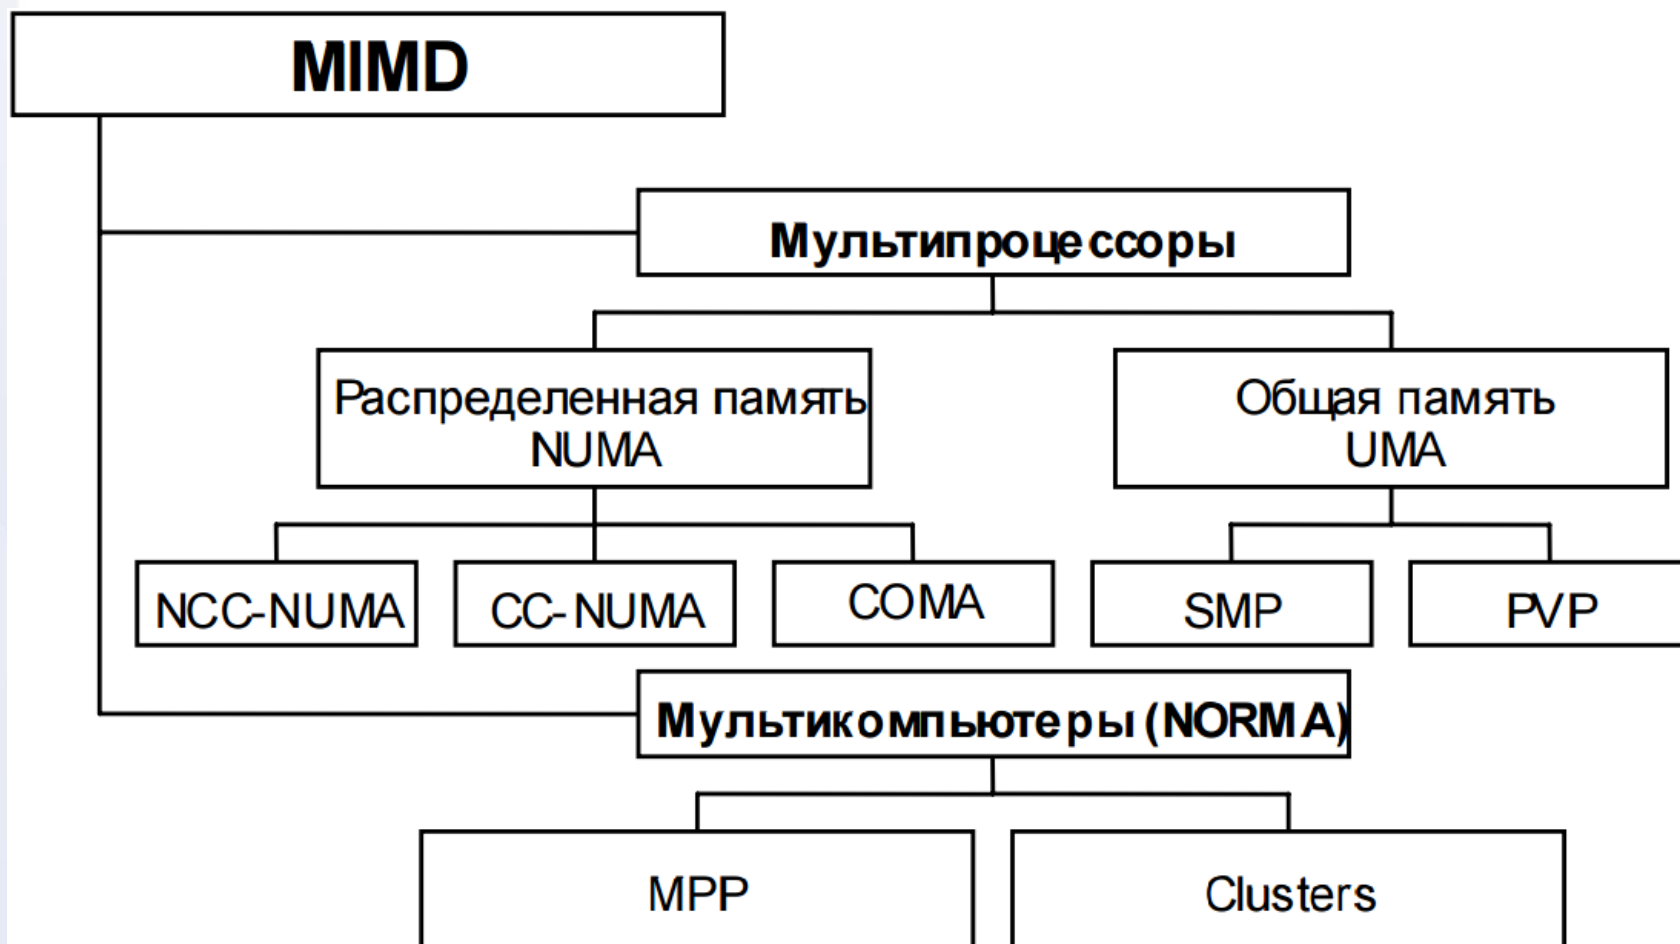 MIMD
Мультипроцессоры
Распределенная память
NUMA
Общая память
UMA
NCC-NUMA
CC-NUMA
COMA
SMP
PVP
Мультикомпьютеры (NORMA)
MPP
Clusters